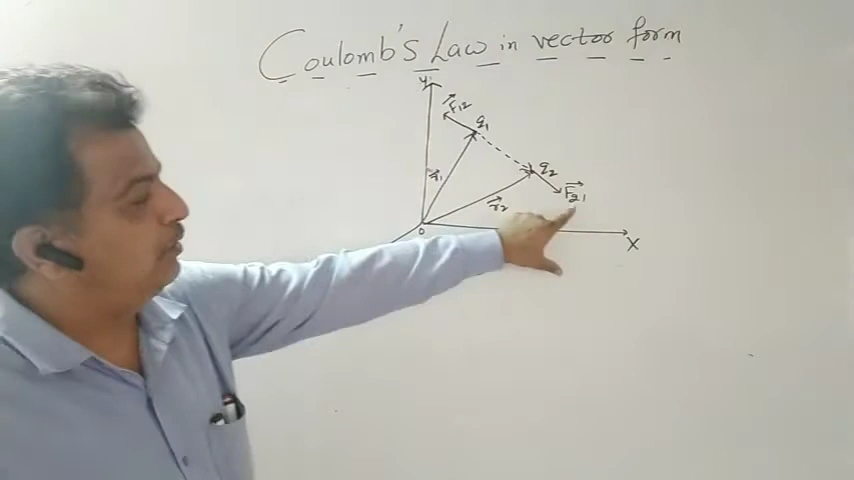 Coulomb's Law in vector form
y
F₁₂
q₁
q₂
r₁
F₂₁
r₂
o
X